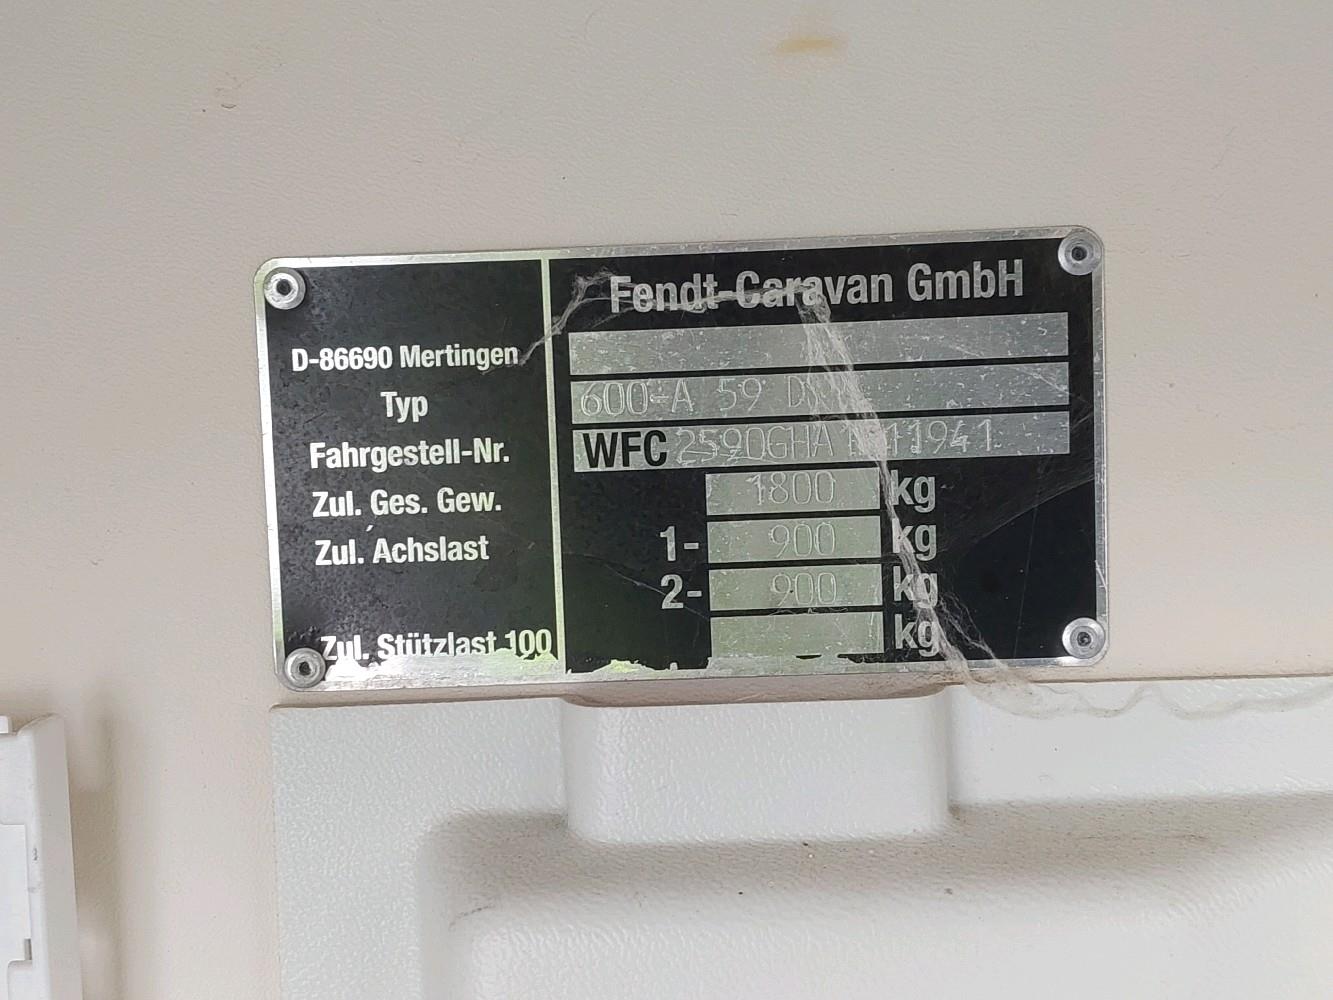 Fendt-Caravan GmbH
D-86690 Mertingen
Typ 600-A 59 D
Fahrgestell-Nr. WFC
Zul. Ges. Gew. 1800 kg
Zul. Achslast 1- 900 kg
2- 900 kg
Zul. Stützlast 100 kg